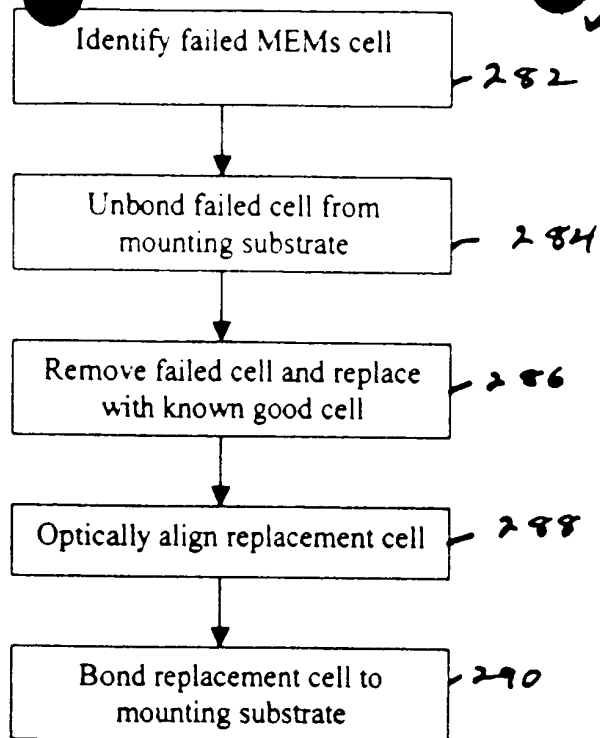 Identify failed MEMs cell
282
Unbond failed cell from
mounting substrate
284
Remove failed cell and replace
with known good cell
286
Optically align replacement cell
288
Bond replacement cell to
mounting substrate
290